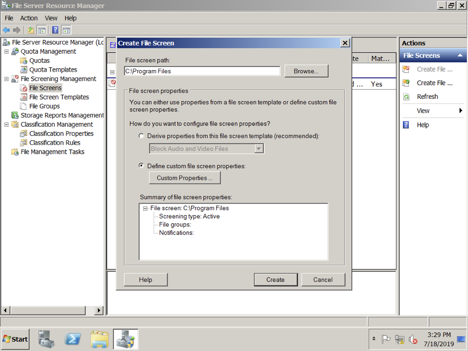 File Server Resource Manager
File Action View Help
File Server Resource Manager (Lo
Quota Management
Quotas
Quota Templates
File Screening Management
File Screens
File Screen Templates
File Groups
Storage Reports Management
Classification Management
Classification Properties
Classification Rules
File Management Tasks
Create File Screen
File screen path:
C:\Program Files
Browse...
File screen properties
You can either use properties from a file screen template or define custom file
screen properties.
How do you want to configure file screen properties?
Derive properties from this file screen template (recommended):
Block Audio and Video Files
Define custom file screen properties:
Custom Properties ...
Summary of file screen properties:
File screen: C:\Program Files
Screening type: Active
File groups:
Notifications:
Help Create Cancel
te Mat...
... Yes
Actions
File Screens
Create File ...
Create File ...
Refresh
View
Help
Start
3:29 PM
7/18/2019